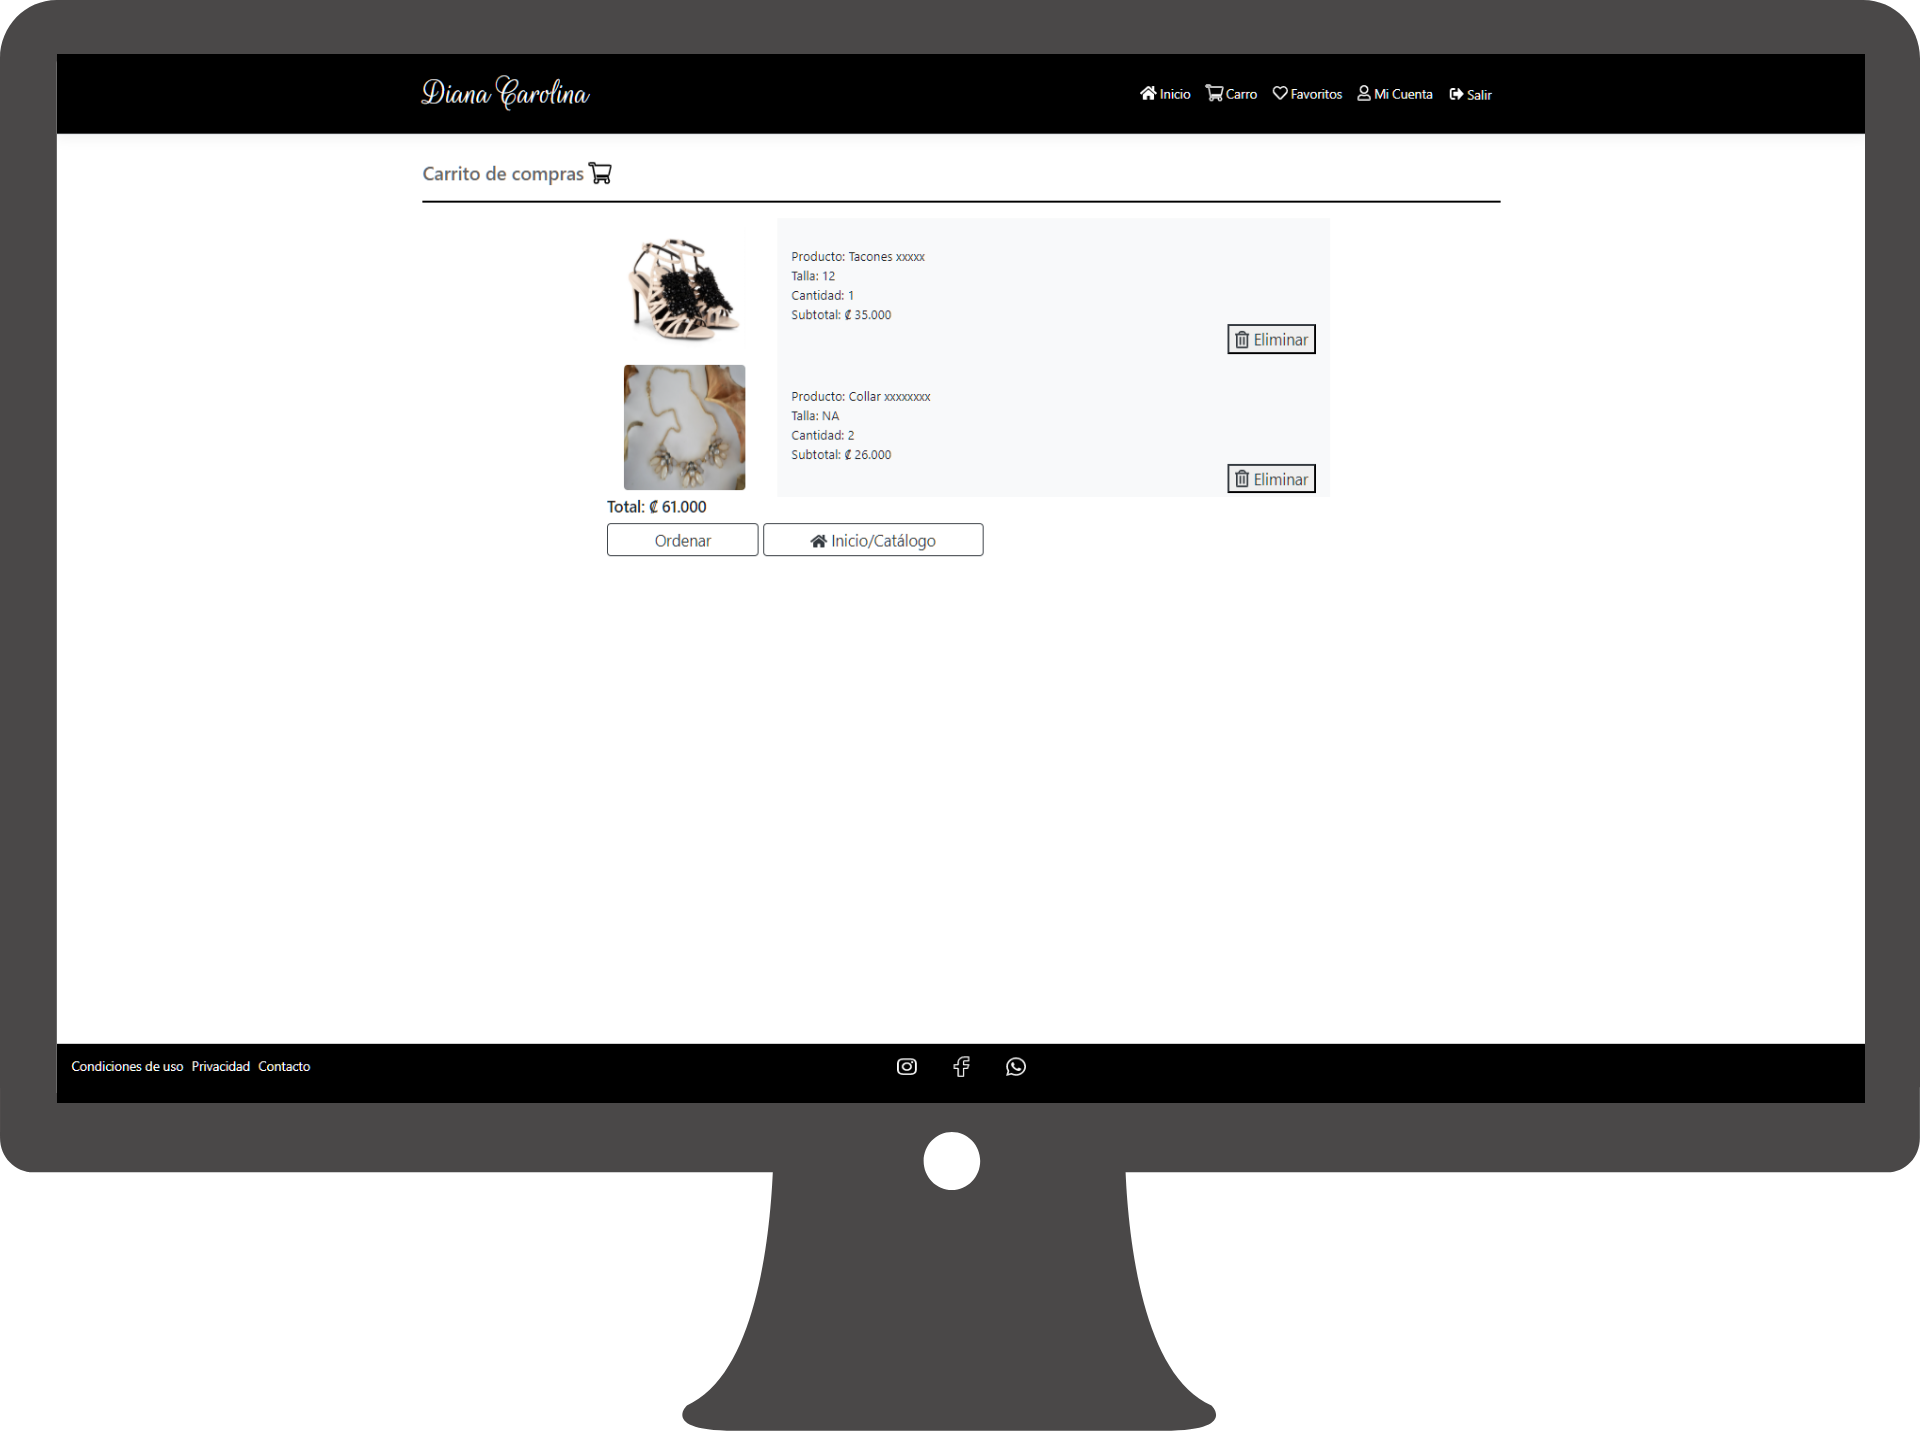 Diana Carolina
Inicio Carro Favoritos Mi Cuenta Salir
Carrito de compras
Producto: Tacones xxxxx
Talla: 12
Cantidad: 1
Subtotal: ₡ 35.000
Eliminar
Producto: Collar xxxxxxxx
Talla: NA
Cantidad: 2
Subtotal: ₡ 26.000
Eliminar
Total: ₡ 61.000
Ordenar Inicio/Catálogo
Condiciones de uso Privacidad Contacto